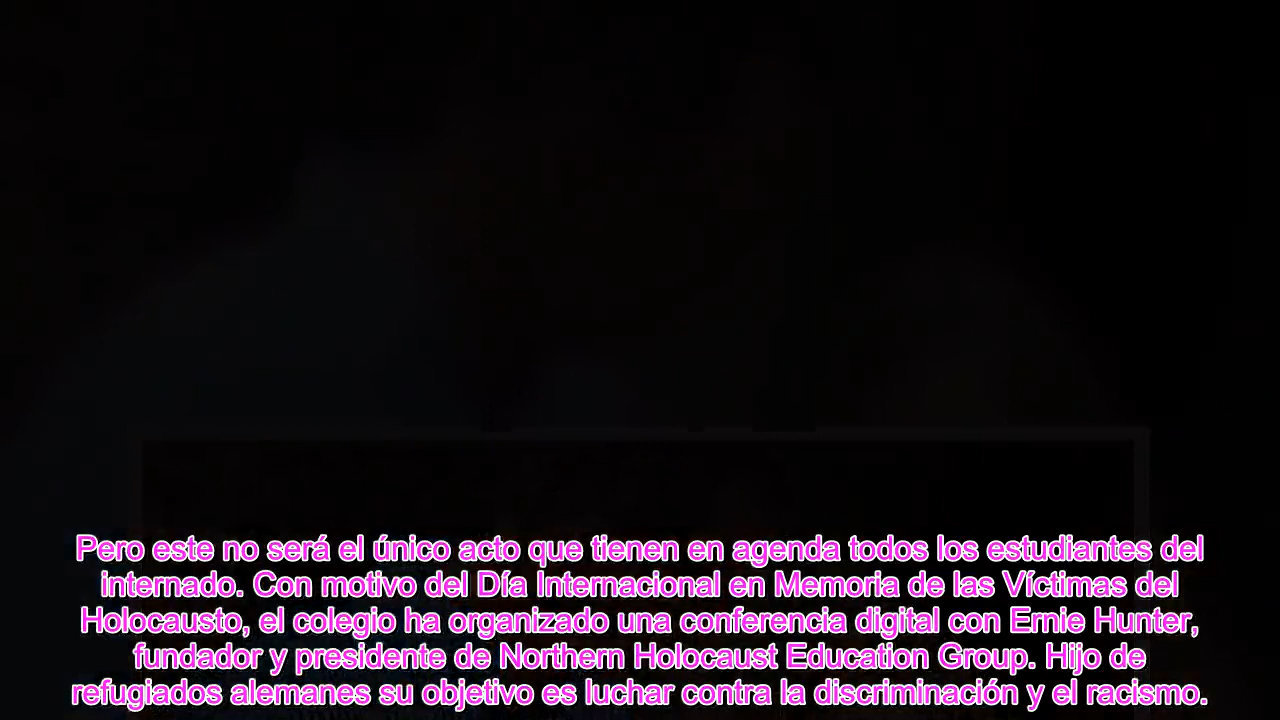 Pero este no será el único acto que tienen en agenda todos los estudiantes del
internado. Con motivo del Día Internacional en Memoria de las Víctimas del
Holocausto, el colegio ha organizado una conferencia digital con Ernie Hunter,
fundador y presidente de Northern Holocaust Education Group. Hijo de
refugiados alemanes su objetivo es luchar contra la discriminación y el racismo.